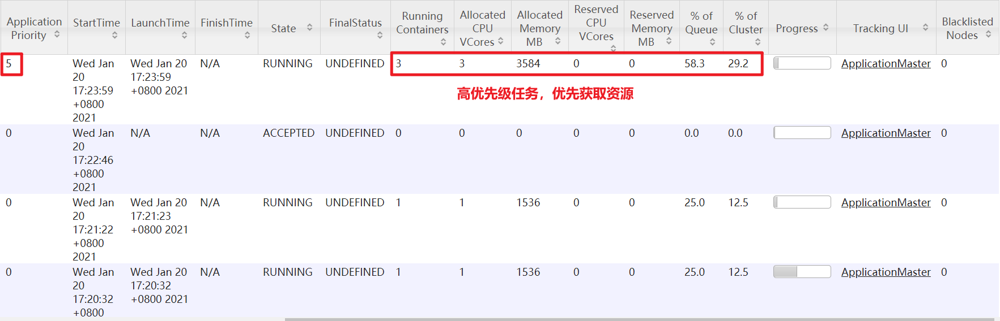 Application Priority StartTime LaunchTime FinishTime State FinalStatus Running Containers Allocated CPU VCores Allocated Memory MB Reserved CPU VCores Reserved Memory MB % of Queue % of Cluster Progress Tracking UI Blacklisted Nodes
5 Wed Jan 20 17:23:59 +0800 2021 Wed Jan 20 17:23:59 +0800 2021 N/A RUNNING UNDEFINED 3 3 3584 0 0 58.3 29.2 ApplicationMaster 0
高优先级任务，优先获取资源
0 Wed Jan 20 17:22:46 +0800 2021 N/A N/A ACCEPTED UNDEFINED 0 0 0 0 0 0.0 0.0 ApplicationMaster 0
0 Wed Jan 20 17:21:22 +0800 2021 Wed Jan 20 17:21:23 +0800 2021 N/A RUNNING UNDEFINED 1 1 1536 0 0 25.0 12.5 ApplicationMaster 0
0 Wed Jan 20 17:20:32 +0800 Wed Jan 20 17:20:32 +0800 2021 N/A RUNNING UNDEFINED 1 1 1536 0 0 25.0 12.5 ApplicationMaster 0